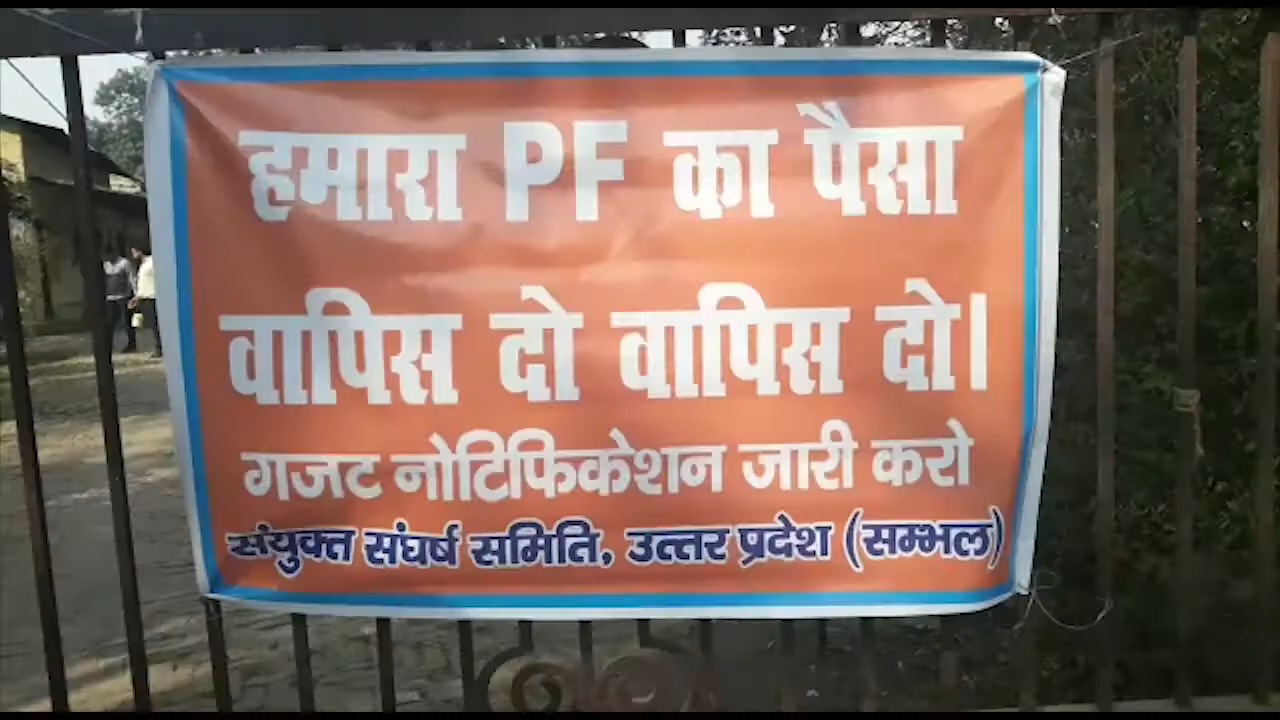 हमारा PF का पैसा
वापिस दो वापिस दो।
गजट नोटिफिकेशन जारी करो
संयुक्त संघर्ष समिति, उत्तर प्रदेश (सम्भल)